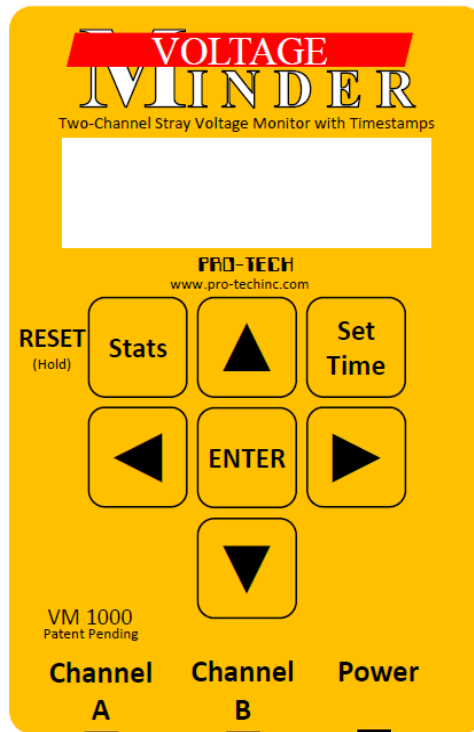 VOLTAGE
MINDER
Two-Channel Stray Voltage Monitor with Timestamps
PRO-TECH
www.pro-techinc.com
RESET
(Hold)
Stats
Set
Time
ENTER
VM 1000
Patent Pending
Channel
A
Channel
B
Power